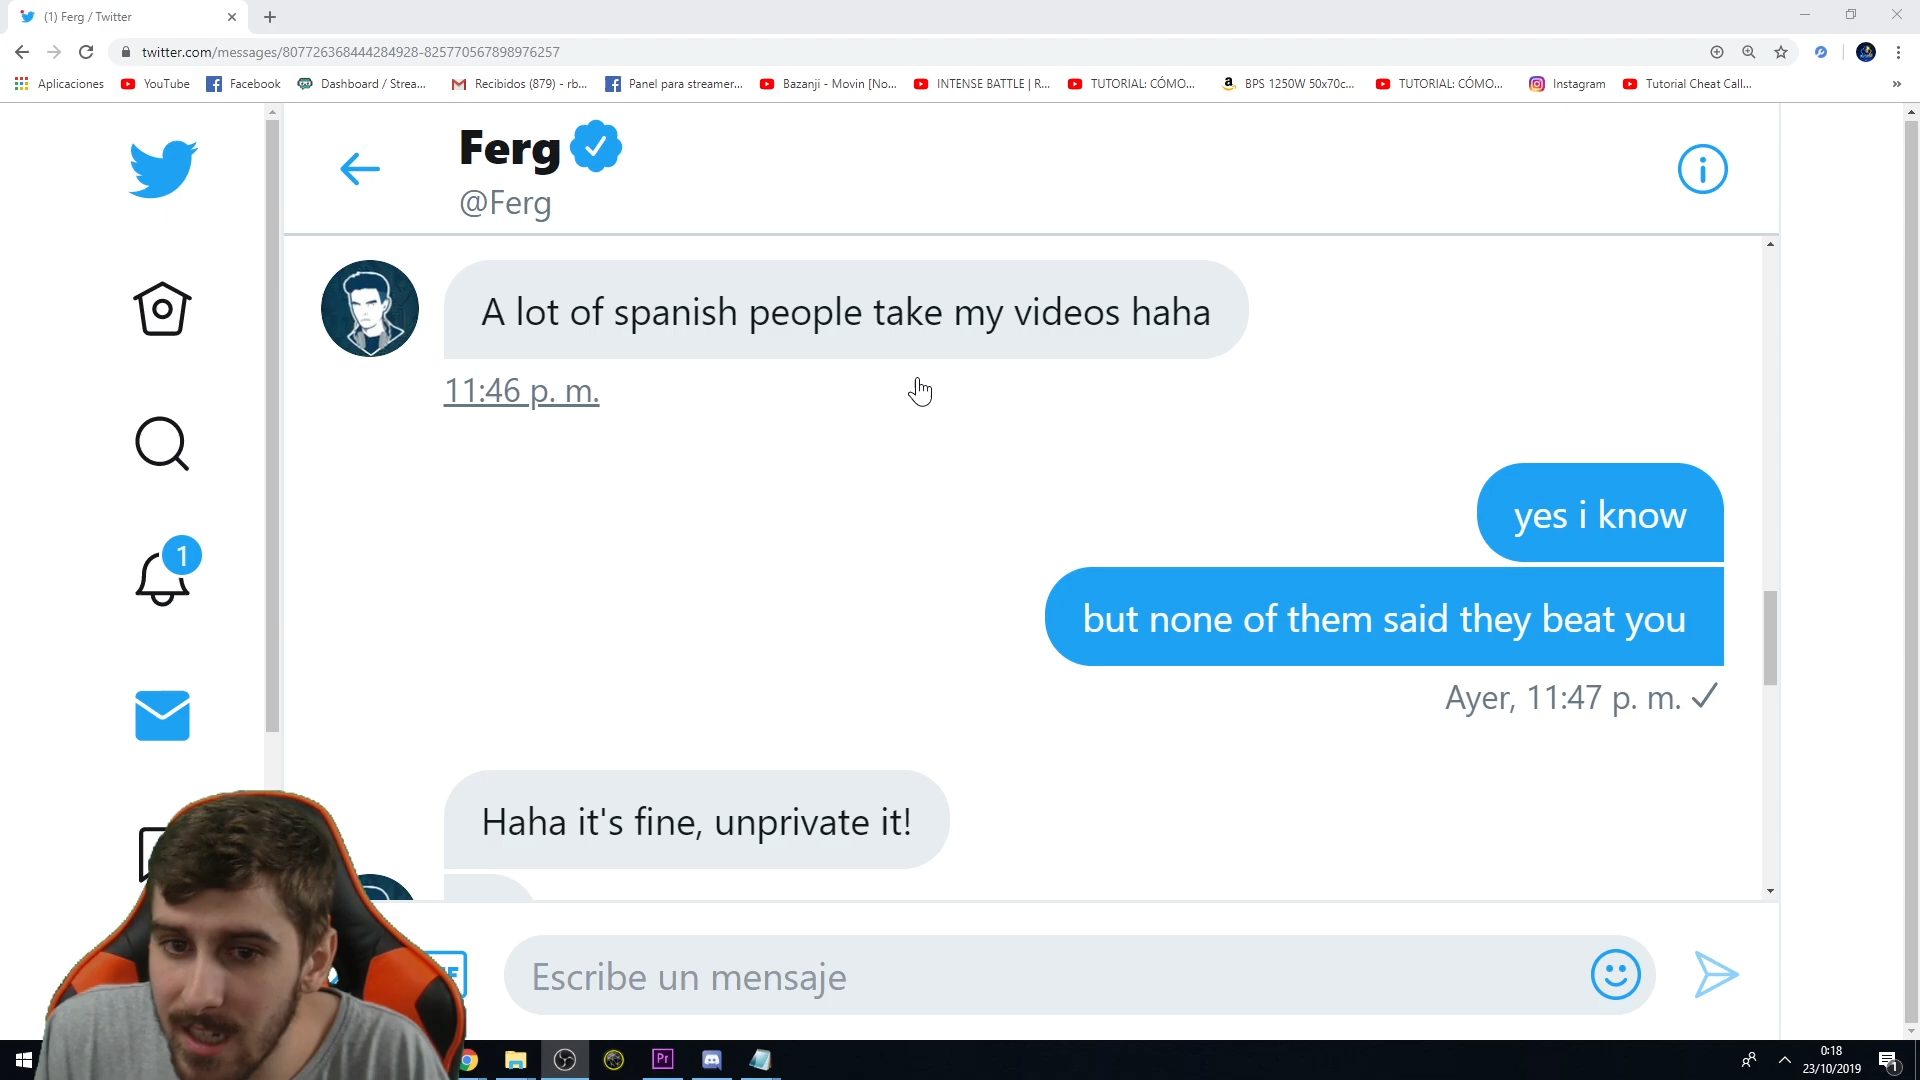 (1) Ferg / Twitter
twitter.com/messages/807726368444284928-825770567898976257
Aplicaciones YouTube Facebook Dashboard / Strea... Recibidos (879) - rb... Panel para streamer... Bazanji - Movin [No... INTENSE BATTLE | R... TUTORIAL: CÓMO... BPS 1250W 50x70c... TUTORIAL: CÓMO... Instagram Tutorial Cheat Call...
Ferg
@Ferg
A lot of spanish people take my videos haha
11:46 p. m.
yes i know
but none of them said they beat you
Ayer, 11:47 p. m.
1
Haha it's fine, unprivate it!
Escribe un mensaje
Pr
0:18
23/10/2019
1